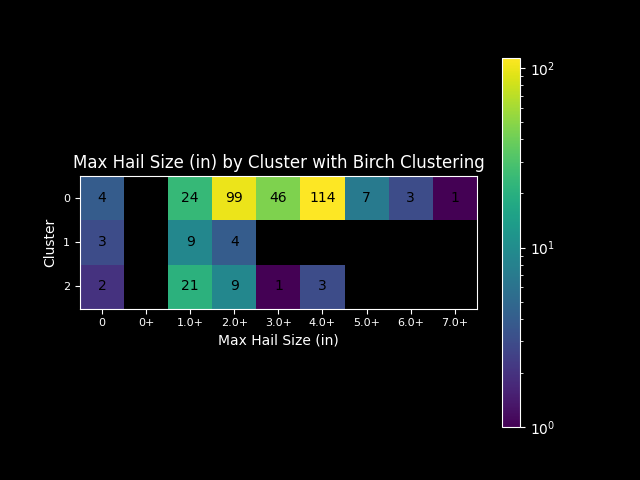 Max Hail Size (in) by Cluster with Birch Clustering
Cluster
0 4 24 99 46 114 7 3 1
1 3 9 4
2 2 21 9 1 3
0 0+ 1.0+ 2.0+ 3.0+ 4.0+ 5.0+ 6.0+ 7.0+
Max Hail Size (in)
10²
10¹
10⁰